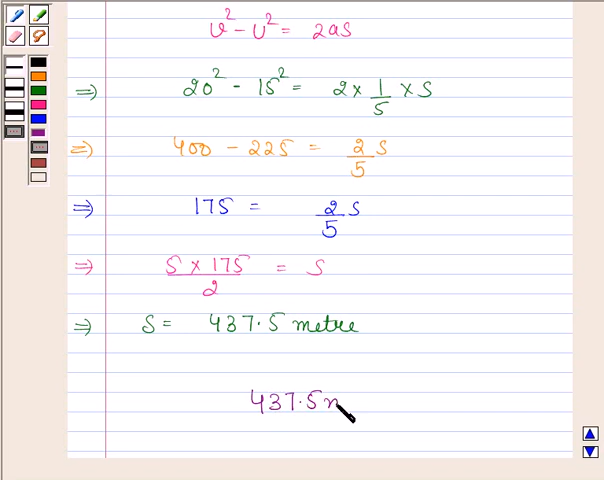 v² - u² = 2as
⇒ 20² - 15² = 2 × 1/5 × s
⇒ 400 - 225 = 2/5 s
⇒ 175 = 2/5 s
⇒ 5 × 175/2 = s
⇒ s = 437.5 metre
437.5 m